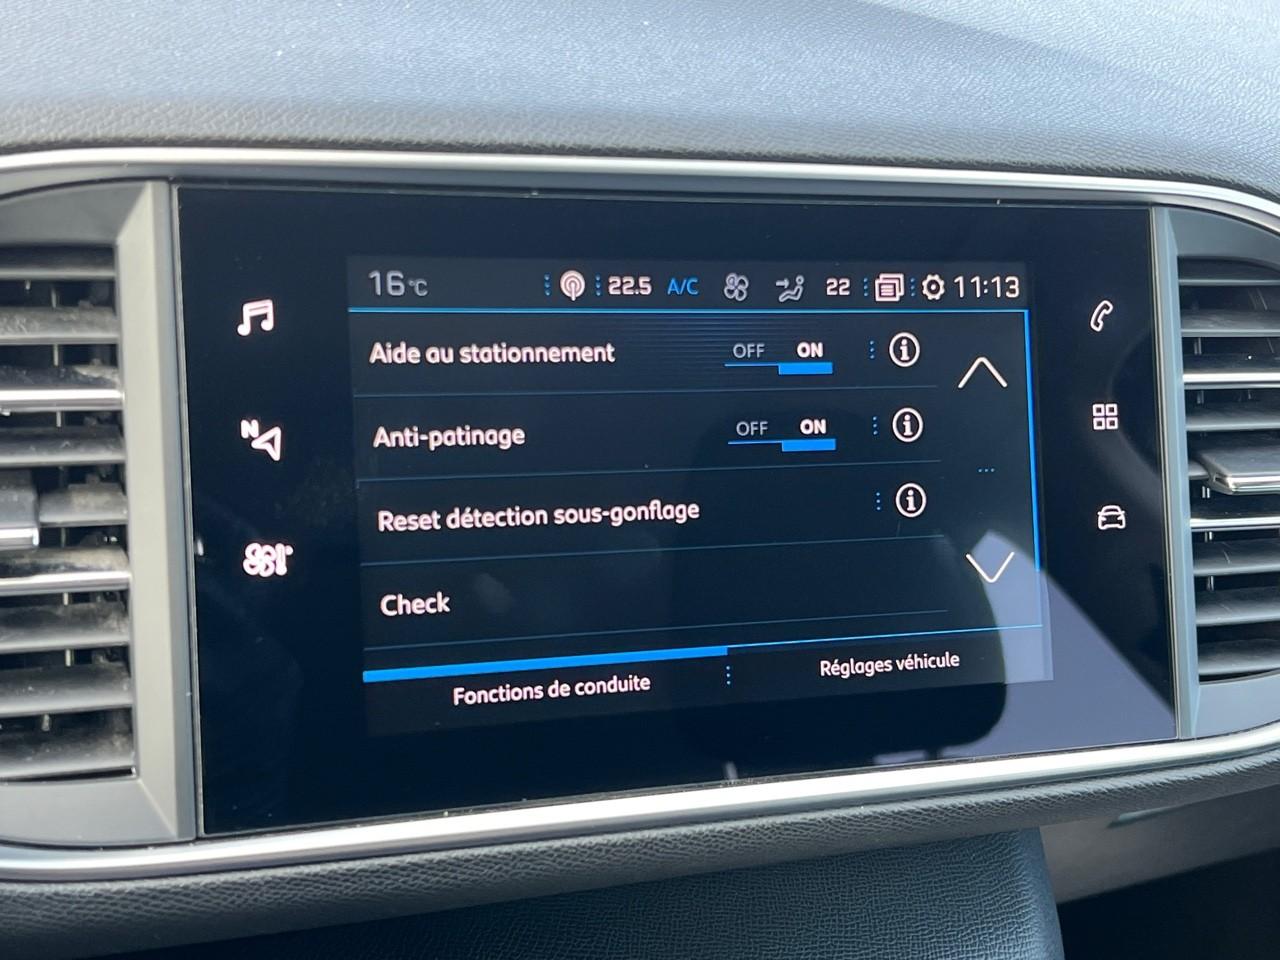 16°C 22.5 A/C 22 11:13
Aide au stationnement OFF ON
Anti-patinage OFF ON
Reset détection sous-gonflage
Check
Fonctions de conduite Réglages véhicule
N